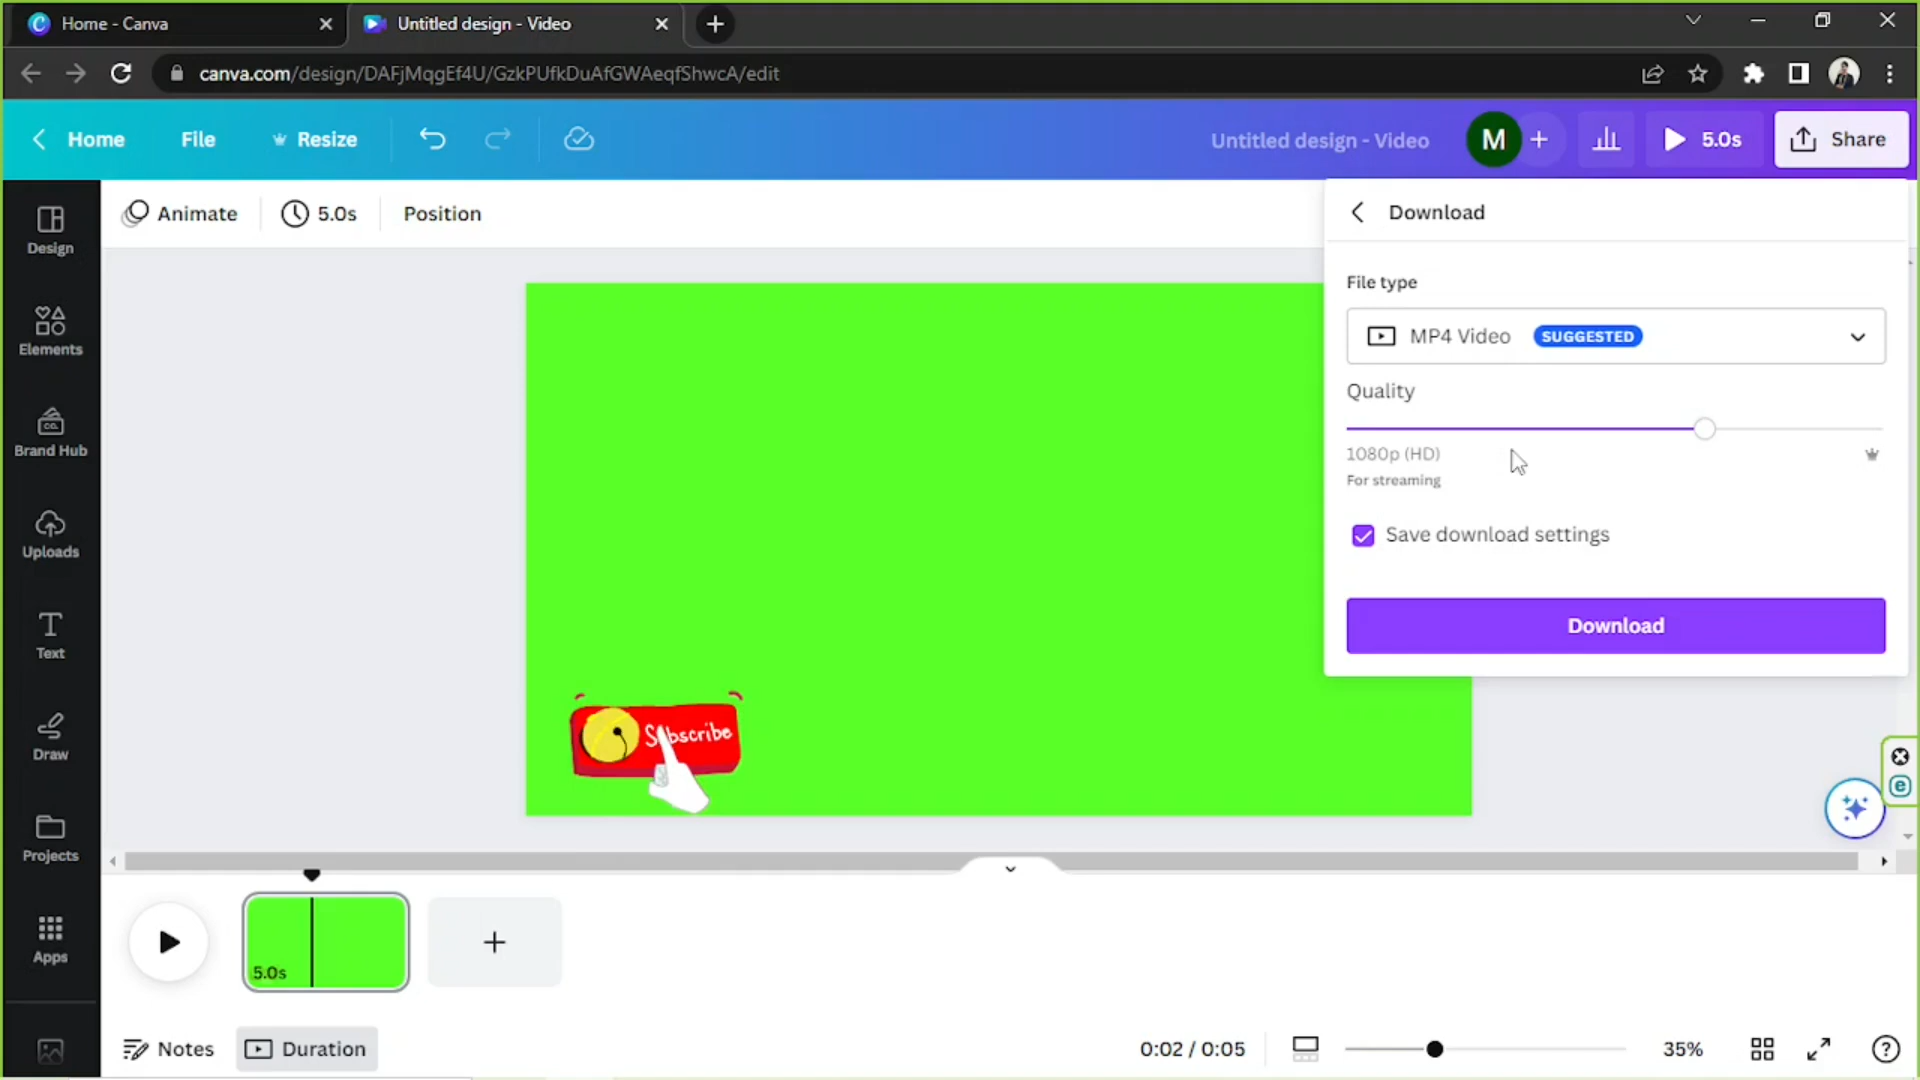 Home - Canva
Untitled design - Video
canva.com/design/DAFjMqgEf4U/GzkPUfkDuAfGWAeqfShwcA/edit
Home
File
Resize
Untitled design - Video
M
5.0s
Share
Animate
5.0s
Position
Download
File type
MP4 Video
SUGGESTED
Quality
1080p (HD)
For streaming
Save download settings
Download
Design
Elements
CO.
Brand Hub
Uploads
Text
Draw
Projects
Apps
Subscribe
5.0s
Notes
Duration
0:02 / 0:05
35%